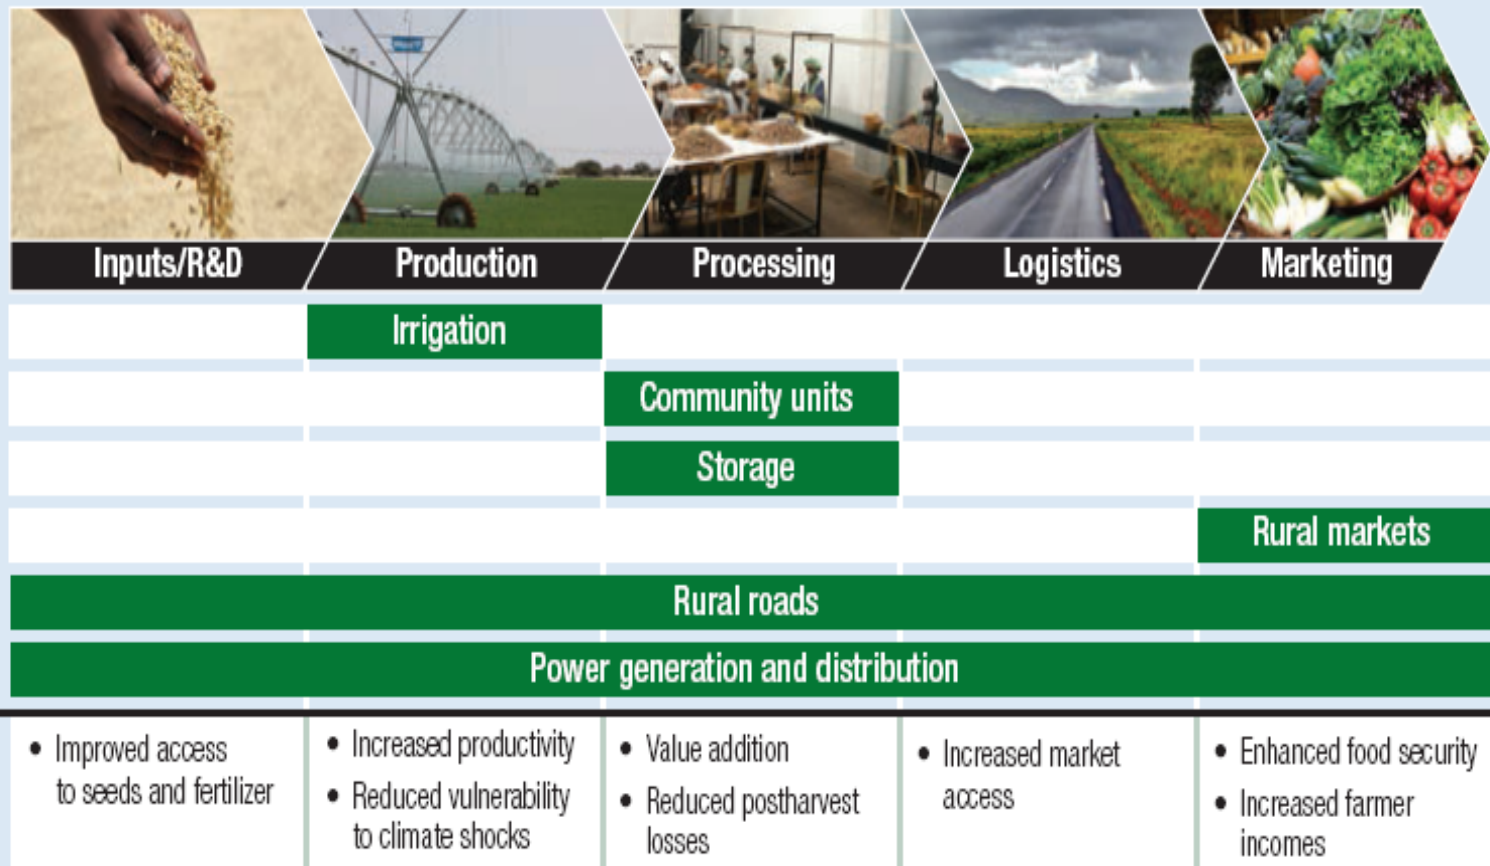 Inputs/R&D
Production
Processing
Logistics
Marketing
Irrigation
Community units
Storage
Rural markets
Rural roads
Power generation and distribution
• Improved access
to seeds and fertilizer
• Increased productivity
• Reduced vulnerability
to climate shocks
• Value addition
• Reduced postharvest
losses
• Increased market
access
• Enhanced food security
• Increased farmer
incomes